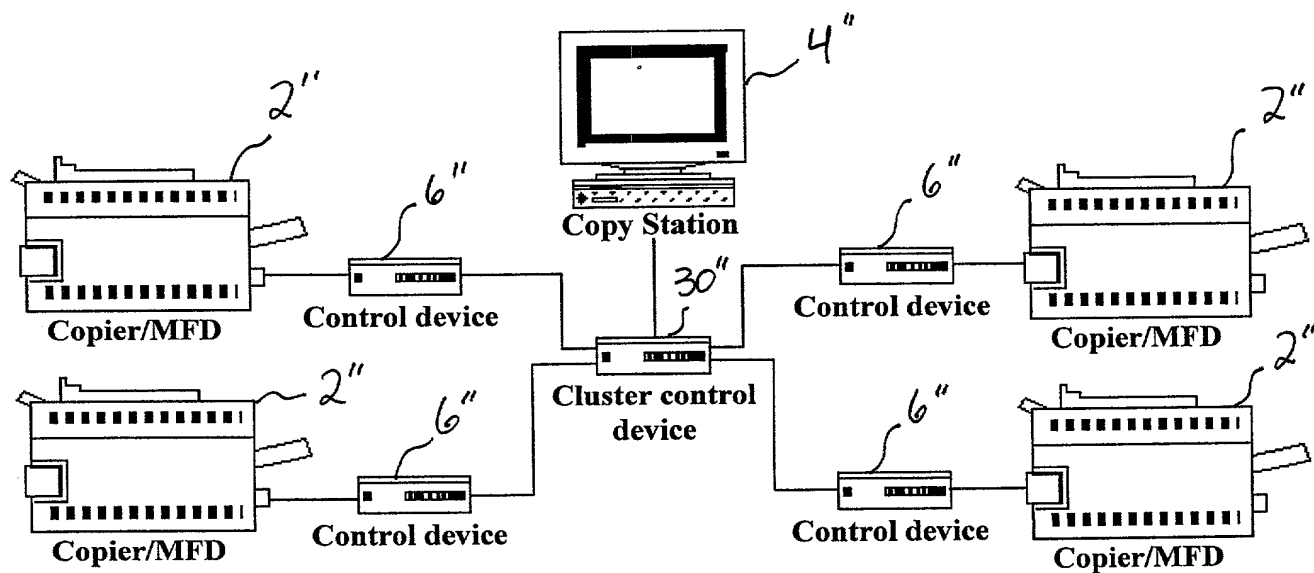 4"
2"
2"
6"
6"
Copy Station
30"
Copier/MFD
Control device
Control device
Copier/MFD
2"
2"
Cluster control
device
6"
6"
Control device
Control device
Copier/MFD
Copier/MFD